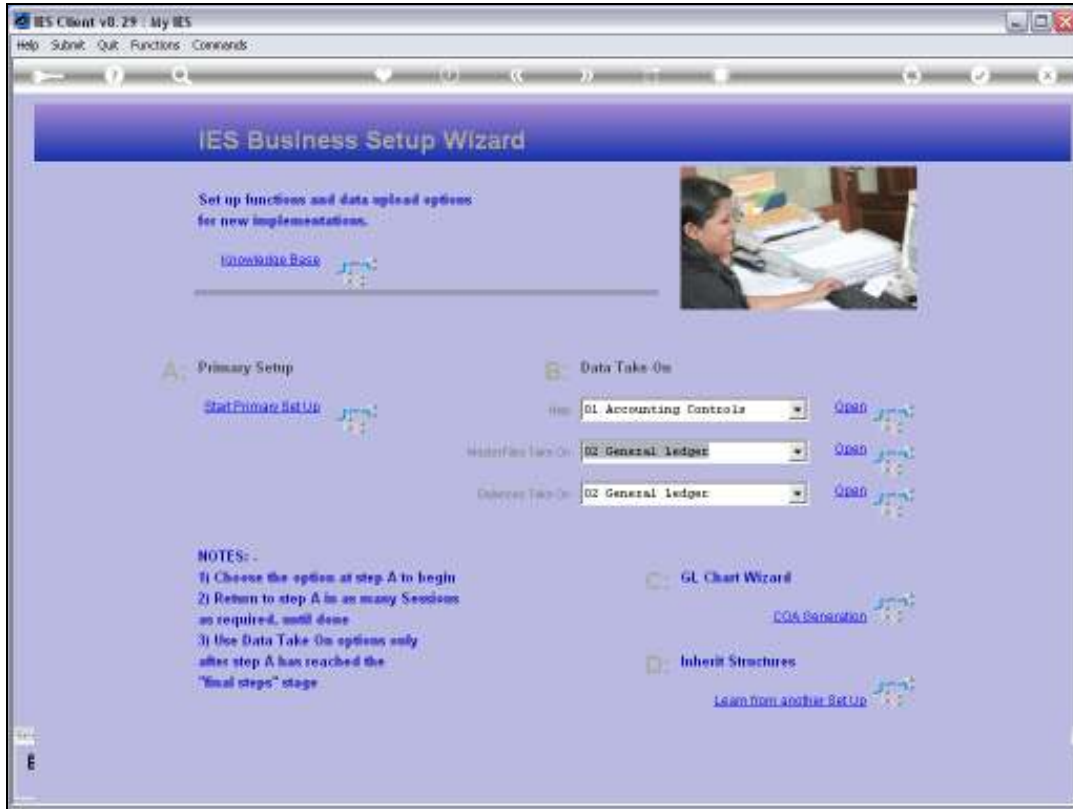 IES Client v8.29 : My IES
Help Submit Quit Functions Commands
IES Business Setup Wizard
Set up functions and data upload options
for new implementations.
Knowledge Base
A: Primary Setup
B: Data Take-On
Start Primary Set Up
Help 01 Accounting Controls Open
MasterFiles Take On 02 General ledger Open
Balances Take On 02 General ledger Open
NOTES: -
1) Choose the option at step A to begin
2) Return to step A in as many Sessions
as required, until done
3) Use Data Take On options only
after step A has reached the
"final steps" stage
C: GL Chart Wizard
COA Generation
D: Inherit Structures
Learn from another Set Up